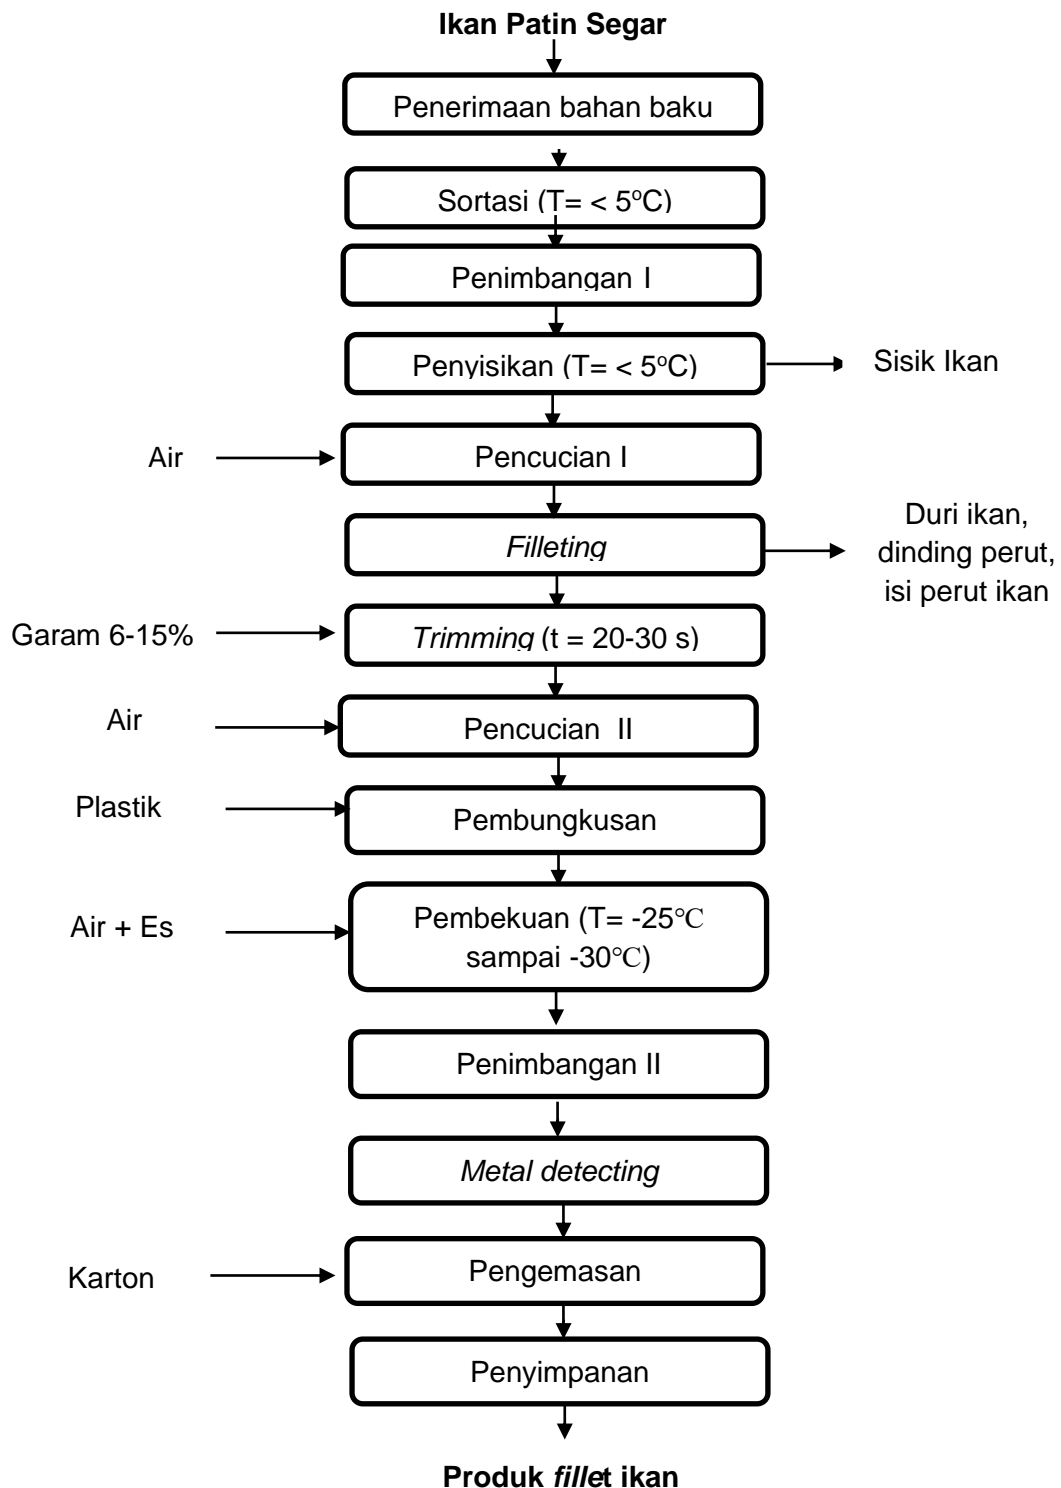 Ikan Patin Segar
Penerimaan bahan baku
Sortasi (T= < 5°C)
Penimbangan I
Penyisikan (T= < 5°C)
Sisik Ikan
Air
Pencucian I
Filleting
Duri ikan,
dinding perut,
isi perut ikan
Garam 6-15%
Trimming (t = 20-30 s)
Air
Pencucian II
Plastik
Pembungkusan
Air + Es
Pembekuan (T= -25℃
sampai -30℃)
Penimbangan II
Metal detecting
Karton
Pengemasan
Penyimpanan
Produk fillet ikan